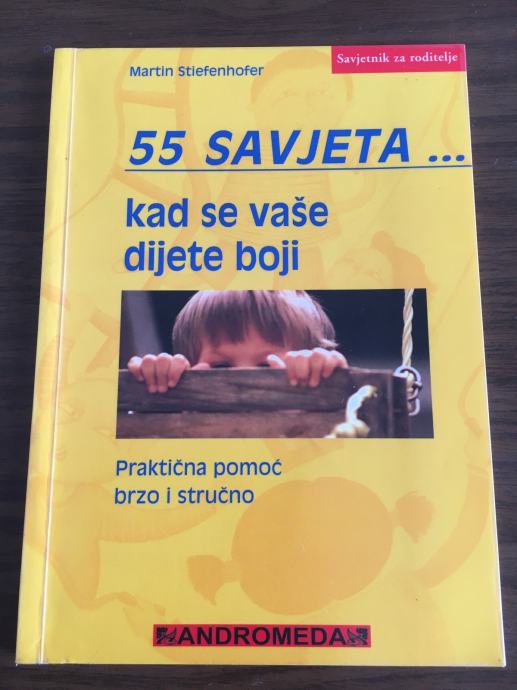 Martin Stiefenhofer
Savjetnik za roditelje
55 SAVJETA ...
kad se vaše
dijete boji
Praktična pomoć
brzo i stručno
ANDROMEDA